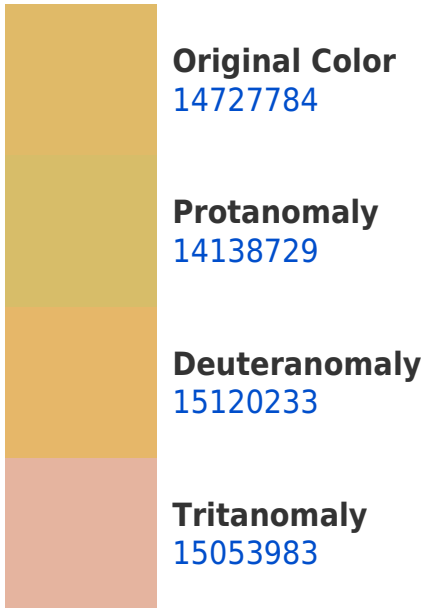 Original Color
14727784
Protanomaly
14138729
Deuteranomaly
15120233
Tritanomaly
15053983